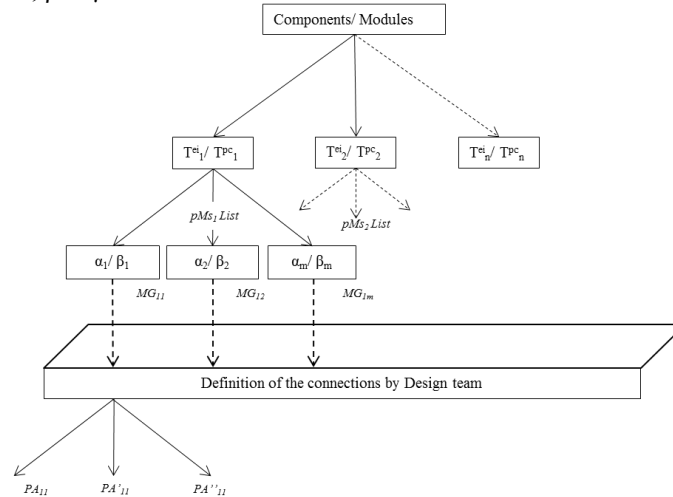 Components/ Modules
Tᵉⁱ₁/ Tᵖᶜ₁
Tᵉⁱ₂/ Tᵖᶜ₂
Tᵉⁱₙ/ Tᵖᶜₙ
pMs₁ List
pMs₂ List
α₁/ β₁
α₂/ β₂
αₘ/ βₘ
MG₁₁
MG₁₂
MG₁ₘ
Definition of the connections by Design team
PA₁₁
PA'₁₁
PA''₁₁